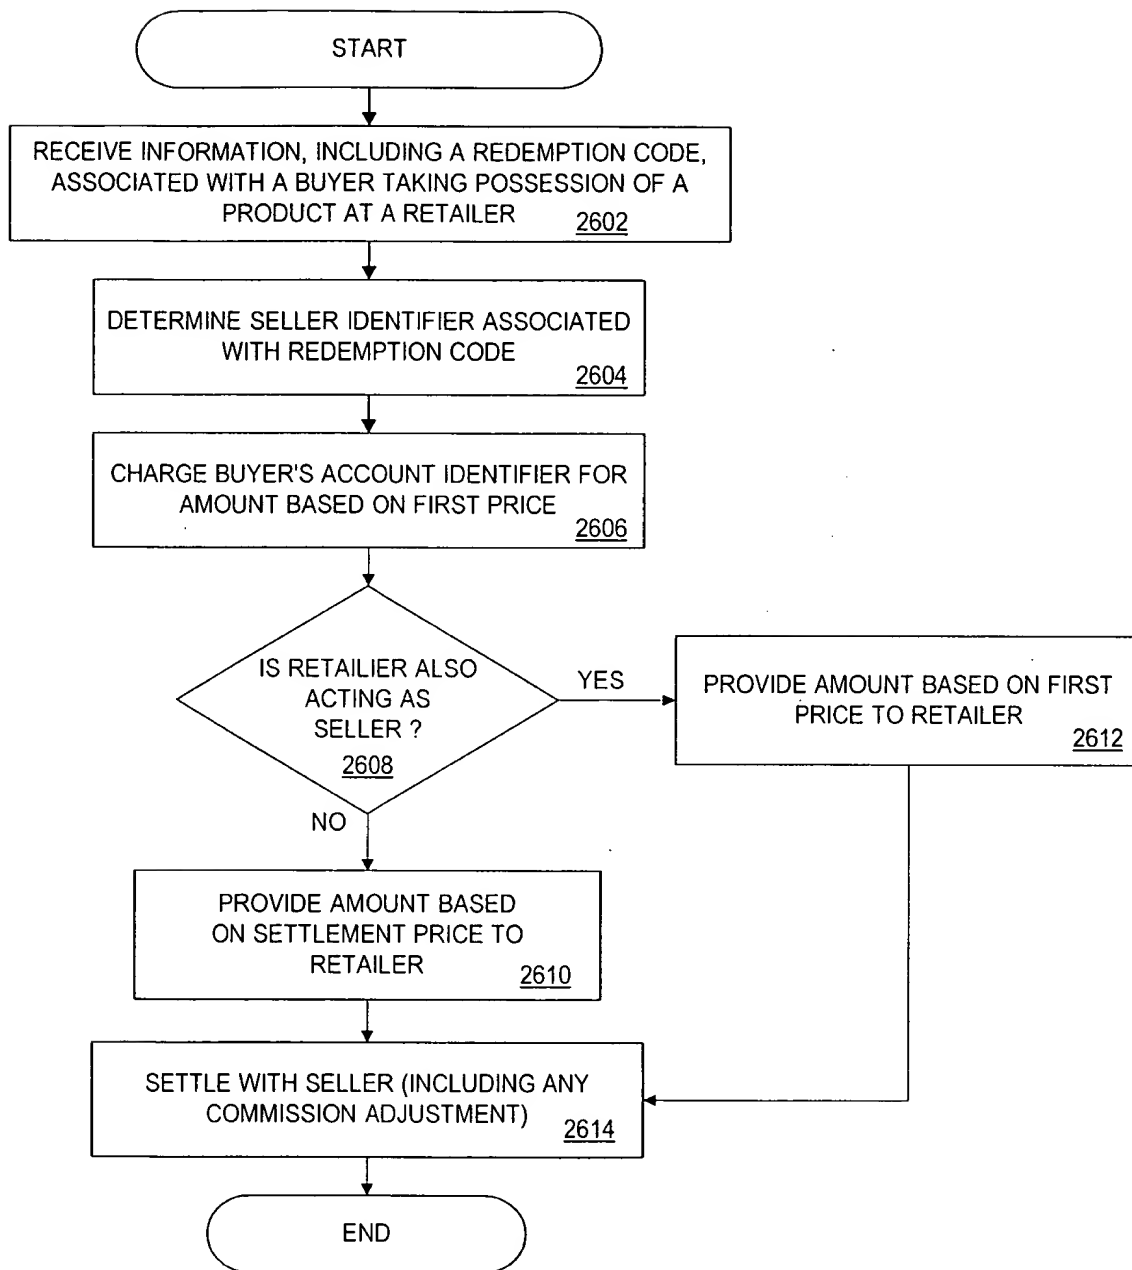 START
RECEIVE INFORMATION, INCLUDING A REDEMPTION CODE,
ASSOCIATED WITH A BUYER TAKING POSSESSION OF A
PRODUCT AT A RETAILER
2602
DETERMINE SELLER IDENTIFIER ASSOCIATED
WITH REDEMPTION CODE
2604
CHARGE BUYER'S ACCOUNT IDENTIFIER FOR
AMOUNT BASED ON FIRST PRICE
2606
IS RETAILIER ALSO
ACTING AS
SELLER ?
2608
YES
PROVIDE AMOUNT BASED ON FIRST
PRICE TO RETAILER
2612
NO
PROVIDE AMOUNT BASED
ON SETTLEMENT PRICE TO
RETAILER
2610
SETTLE WITH SELLER (INCLUDING ANY
COMMISSION ADJUSTMENT)
2614
END